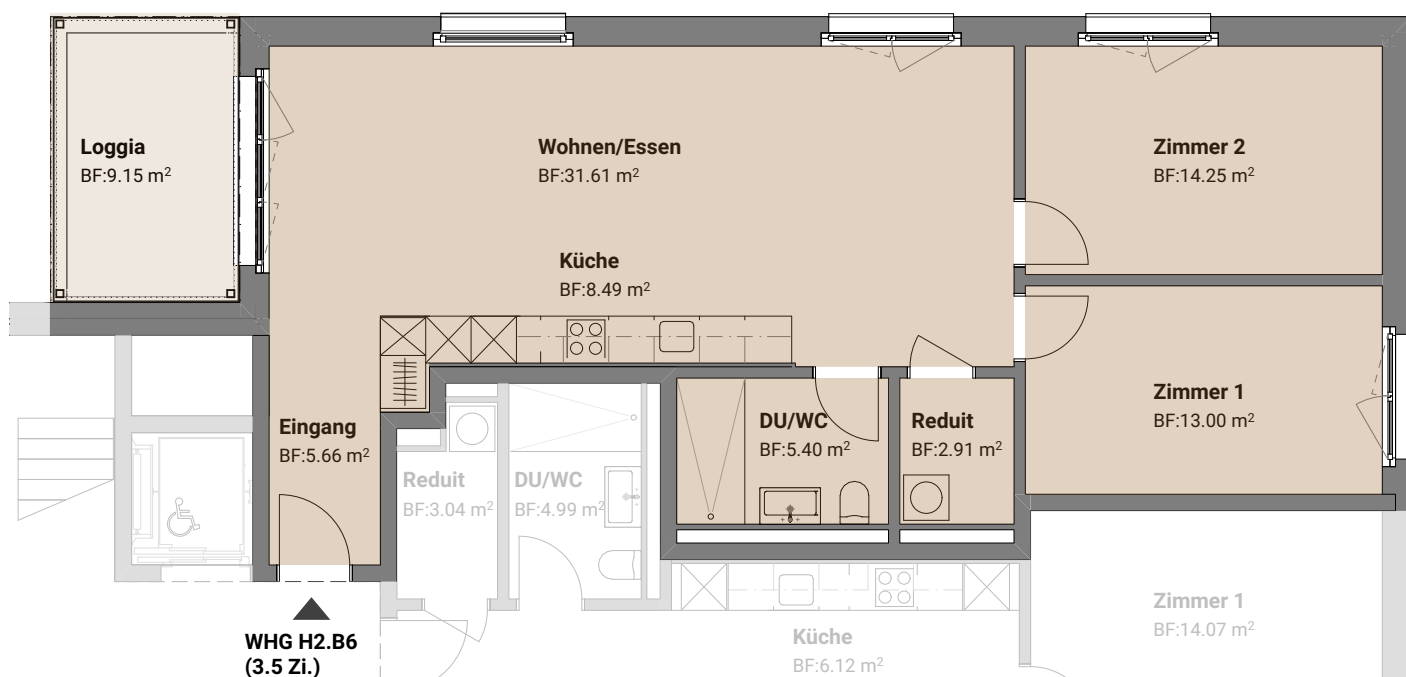 Loggia
BF:9.15 m²
Wohnen/Essen
BF:31.61 m²
Zimmer 2
BF:14.25 m²
Küche
BF:8.49 m²
Zimmer 1
BF:13.00 m²
Eingang
BF:5.66 m²
DU/WC
BF:5.40 m²
Reduit
BF:2.91 m²
Reduit
BF:3.04 m²
DU/WC
BF:4.99 m²
Zimmer 1
BF:14.07 m²
Küche
BF:6.12 m²
WHG H2.B6
(3.5 Zi.)